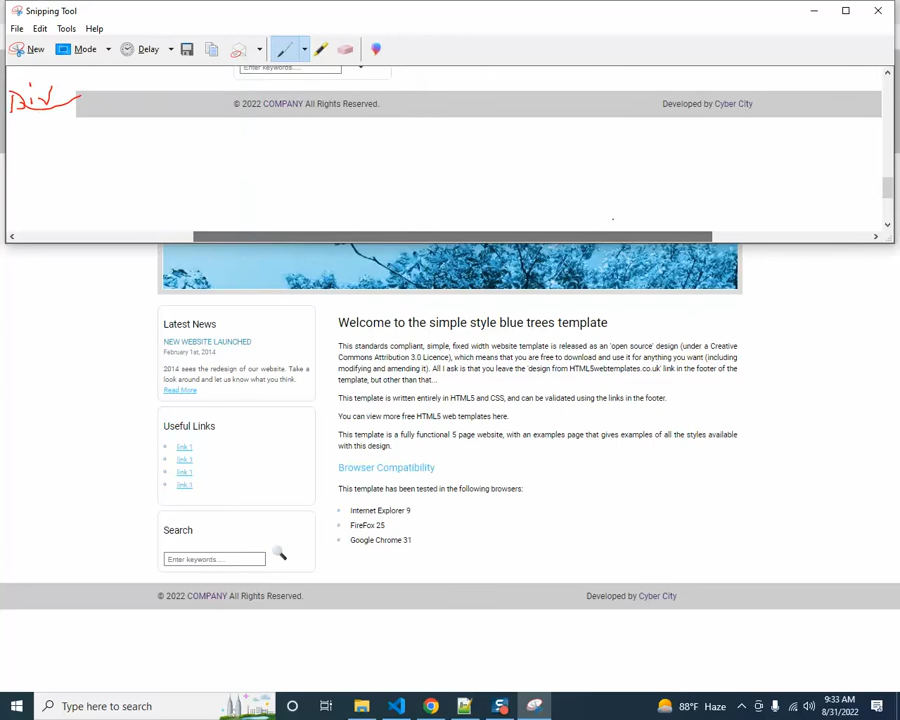 Snipping Tool
File Edit Tools Help
New Mode Delay
Enter keywords.....
Div
© 2022 COMPANY All Rights Reserved. Developed by Cyber City
Latest News
NEW WEBSITE LAUNCHED
February 1st, 2014
2014 sees the redesign of our website. Take a
look around and let us know what you think.
Read More
Useful Links
link 1
link 1
link 1
link 1
Search
Enter keywords.....
Welcome to the simple style blue trees template
This standards compliant, simple, fixed width website template is released as an 'open source' design (under a Creative
Commons Attribution 3.0 Licence), which means that you are free to download and use it for anything you want (including
modifying and amending it). All I ask is that you leave the 'design from HTML5webtemplates.co.uk' link in the footer of the
template, but other than that...
This template is written entirely in HTML5 and CSS, and can be validated using the links in the footer.
You can view more free HTML5 web templates here.
This template is a fully functional 5 page website, with an examples page that gives examples of all the styles available
with this design.
Browser Compatibility
This template has been tested in the following browsers:
Internet Explorer 9
FireFox 25
Google Chrome 31
© 2022 COMPANY All Rights Reserved. Developed by Cyber City
Type here to search
88°F Haze
9:33 AM
8/31/2022